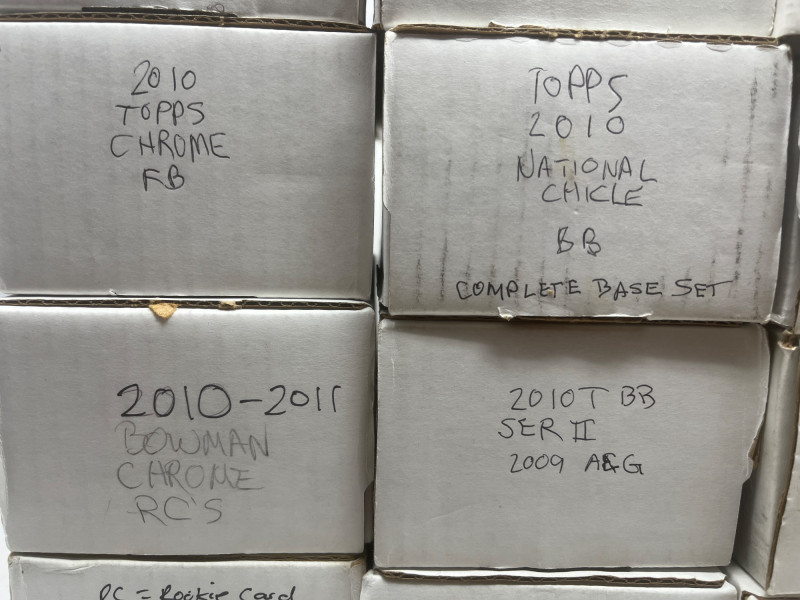 2010
TOPPS
CHROME
FB
TOPPS
2010
NATIONAL
CHICLE
BB
COMPLETE BASE SET
2010-2011
BOWMAN
CHROME
RC'S
2010T BB
SER II
2009 A&G
RC = Rookie Card